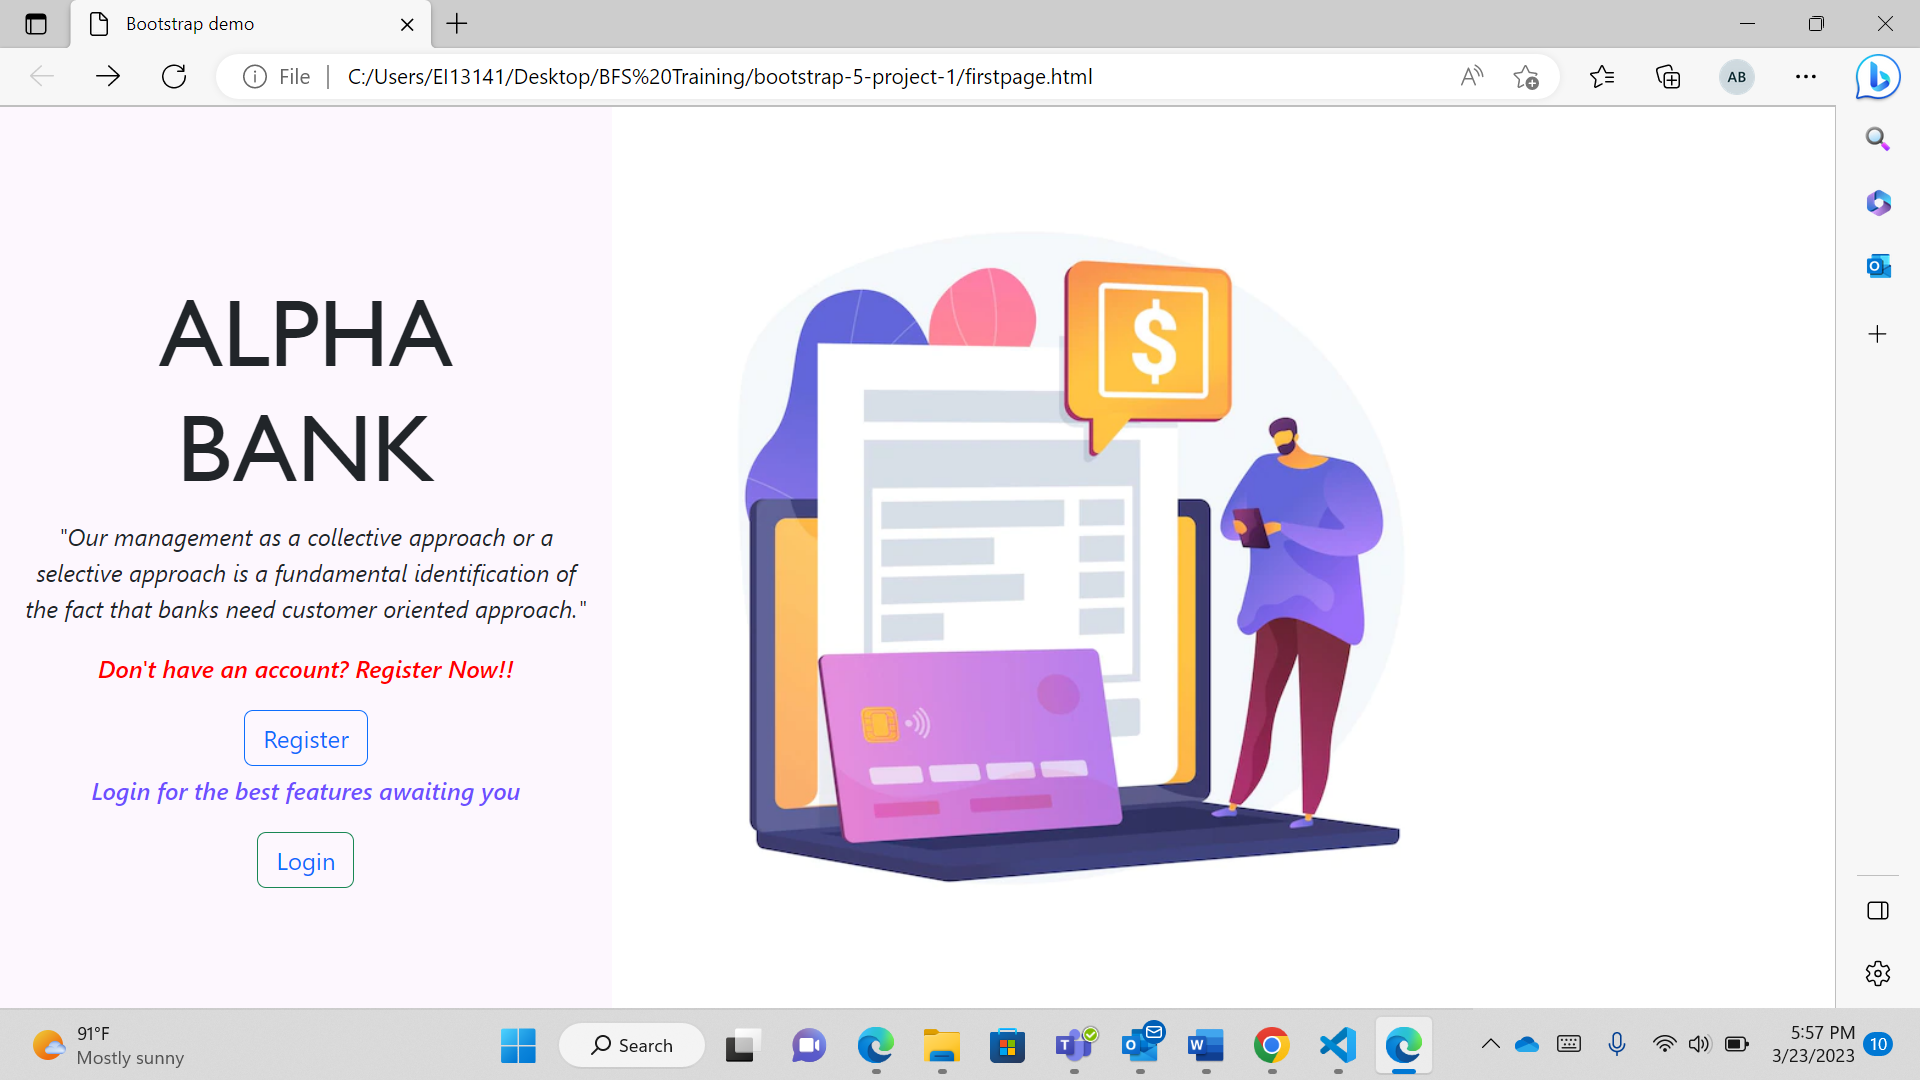 Bootstrap demo
File
C:/Users/EI13141/Desktop/BFS%20Training/bootstrap-5-project-1/firstpage.html
AB
ALPHA
BANK
"Our management as a collective approach or a
selective approach is a fundamental identification of
the fact that banks need customer oriented approach."
Don't have an account? Register Now!!
Register
Login for the best features awaiting you
Login
$
91°F
Mostly sunny
Search
5:57 PM
3/23/2023
10